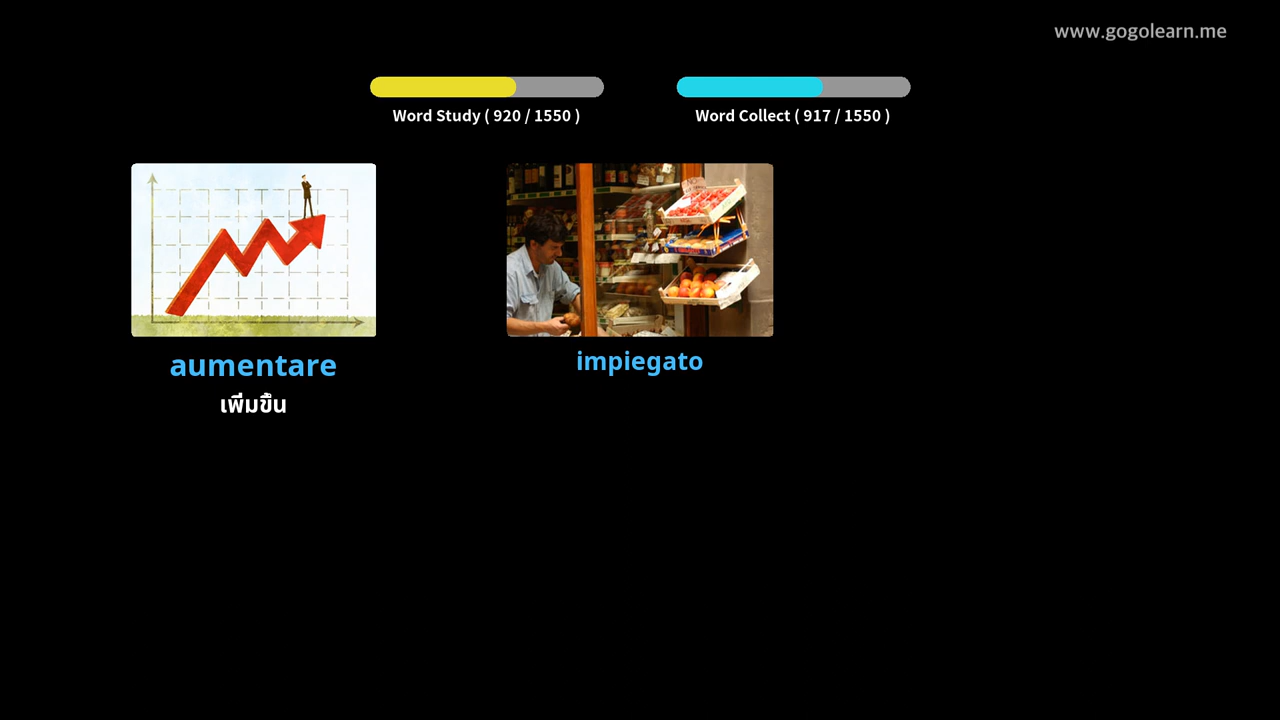 www.gogolearn.me
Word Study ( 920 / 1550 )
Word Collect ( 917 / 1550 )
aumentare
เพิ่มขึ้น
impiegato